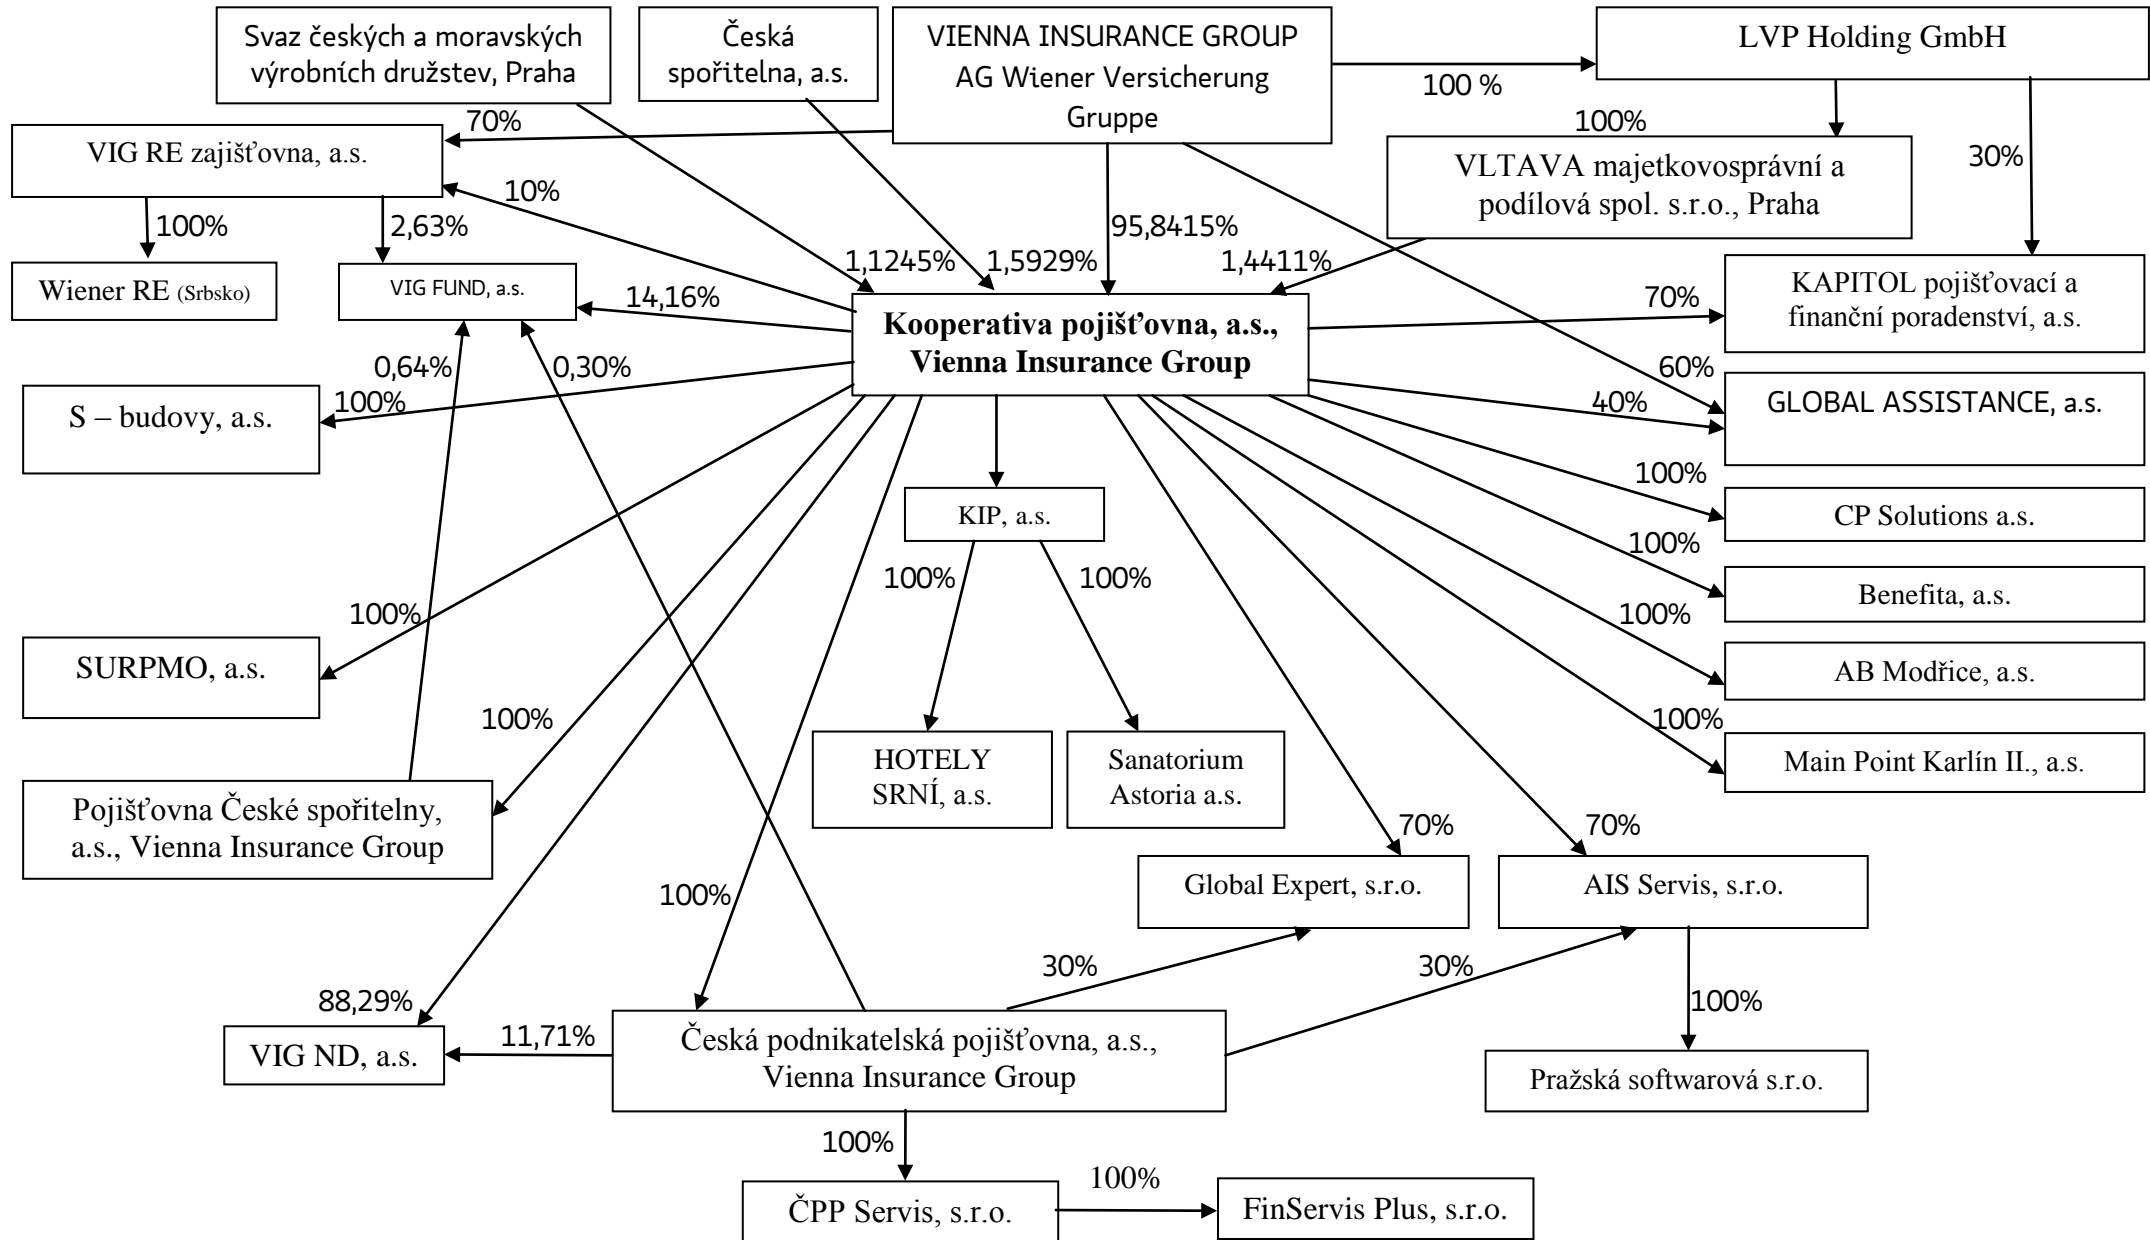 Svaz českých a moravských
výrobních družstev, Praha
Česká
spořitelna, a.s.
VIENNA INSURANCE GROUP
AG Wiener Versicherung
Gruppe
LVP Holding GmbH
100 %
70%
100%
30%
VIG RE zajišťovna, a.s.
VLTAVA majetkovosprávní a
podílová spol. s.r.o., Praha
10%
100%
2,63%
1,1245%
1,5929%
95,8415%
1,4411%
Wiener RE (Srbsko)
VIG FUND, a.s.
14,16%
Kooperativa pojišťovna, a.s.,
Vienna Insurance Group
70%
KAPITOL pojišťovací a
finanční poradenství, a.s.
0,64%
0,30%
60%
100%
40%
S – budovy, a.s.
GLOBAL ASSISTANCE, a.s.
100%
KIP, a.s.
CP Solutions a.s.
100%
100%
100%
Benefita, a.s.
100%
100%
SURPMO, a.s.
AB Modřice, a.s.
100%
100%
HOTELY
SRNÍ, a.s.
Sanatorium
Astoria a.s.
Main Point Karlín II., a.s.
Pojišťovna České spořitelny,
a.s., Vienna Insurance Group
70%
70%
100%
Global Expert, s.r.o.
AIS Servis, s.r.o.
30%
30%
88,29%
100%
VIG ND, a.s.
11,71%
Česká podnikatelská pojišťovna, a.s.,
Vienna Insurance Group
Pražská softwarová s.r.o.
100%
100%
ČPP Servis, s.r.o.
FinServis Plus, s.r.o.